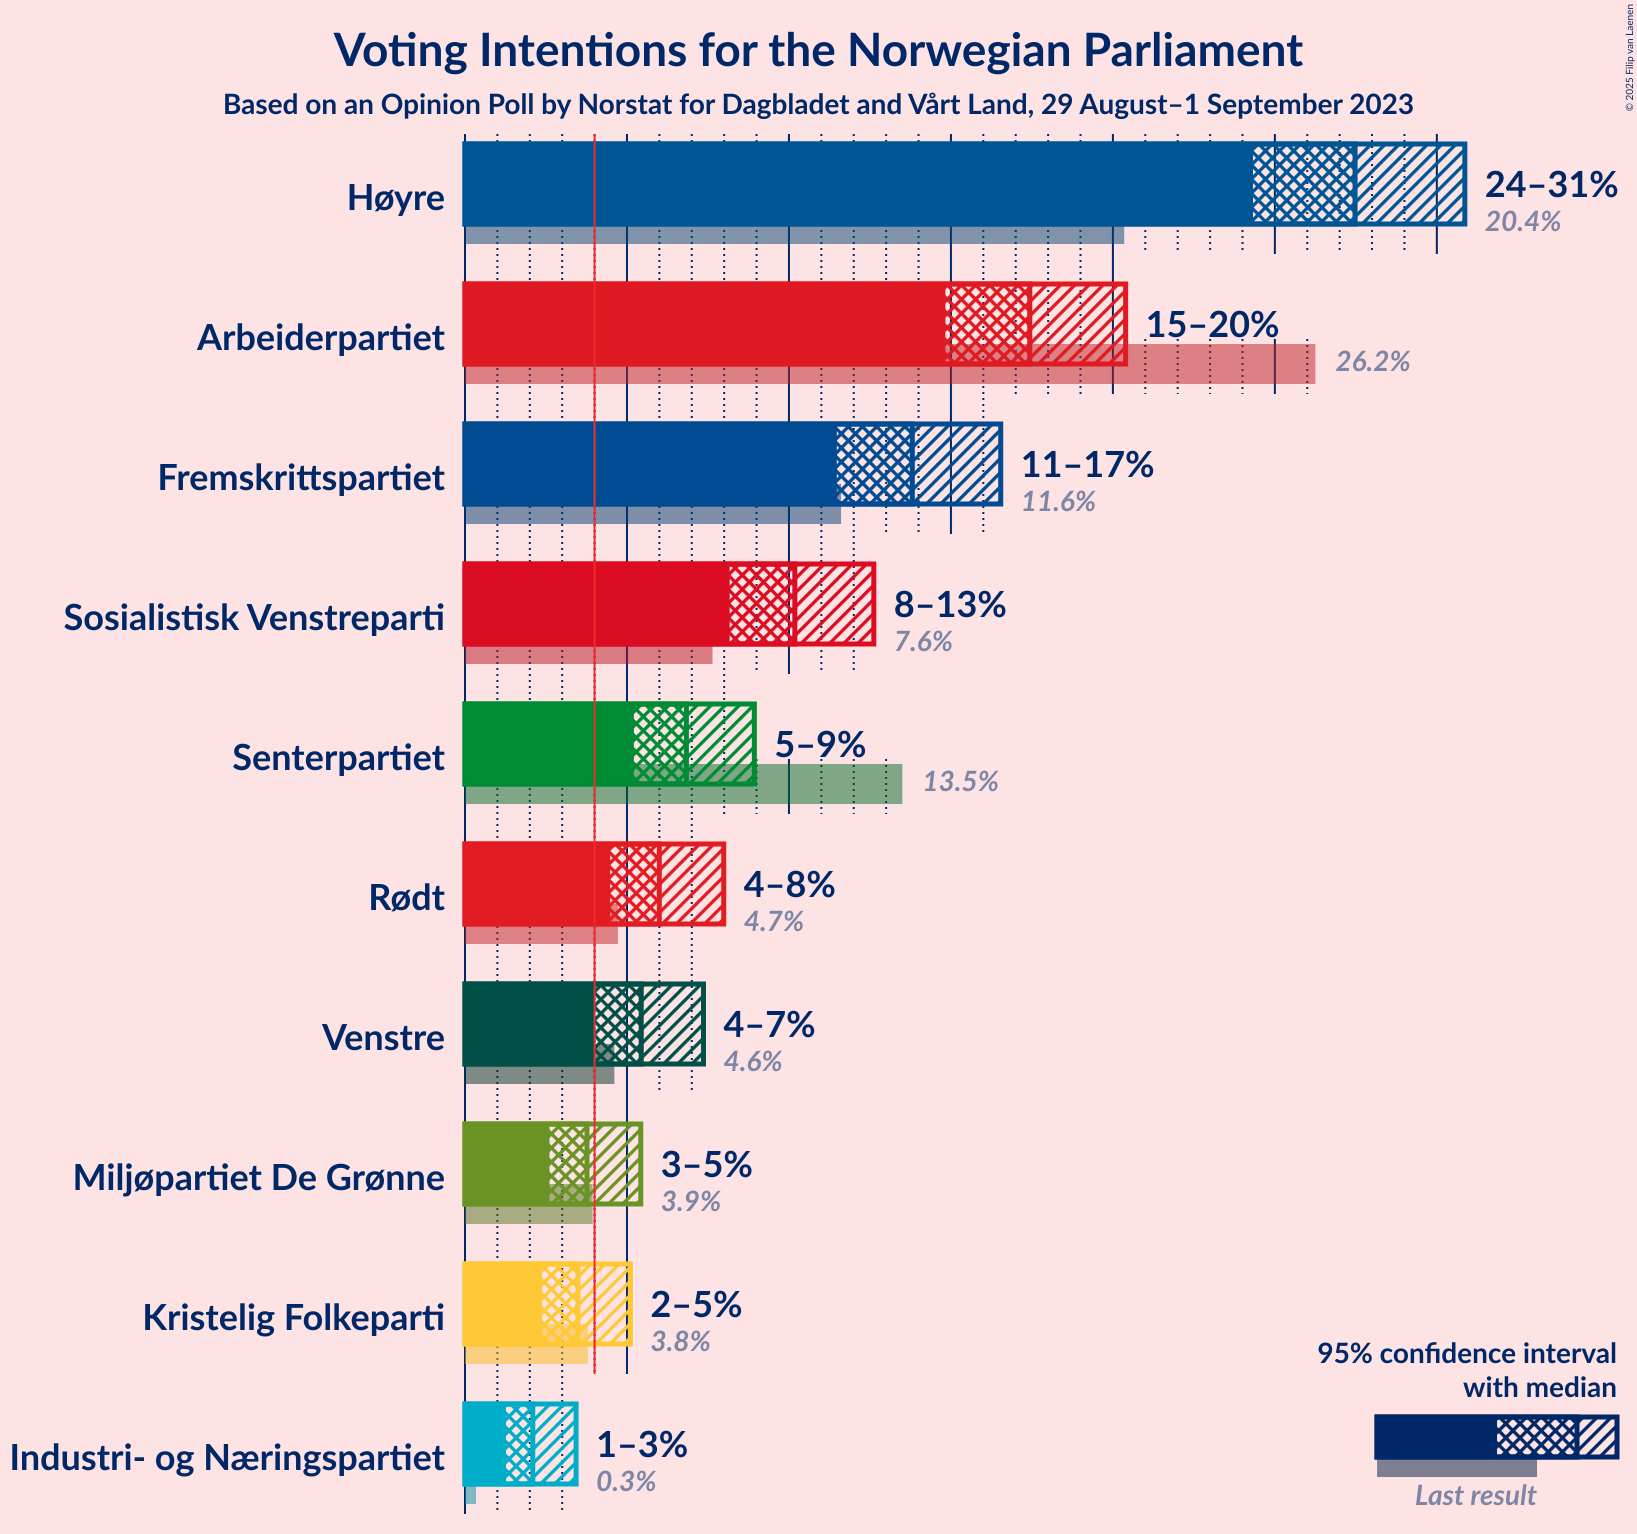 Voting Intentions for the Norwegian Parliament
Based on an Opinion Poll by Norstat for Dagbladet and Vårt Land, 29 August–1 September 2023
© 2025 Filip van Laenen
Høyre
24–31%
20.4%
Arbeiderpartiet
15–20%
26.2%
Fremskrittspartiet
11–17%
11.6%
Sosialistisk Venstreparti
8–13%
7.6%
Senterpartiet
5–9%
13.5%
Rødt
4–8%
4.7%
Venstre
4–7%
4.6%
Miljøpartiet De Grønne
3–5%
3.9%
Kristelig Folkeparti
2–5%
3.8%
Industri- og Næringspartiet
1–3%
0.3%
95% confidence interval
with median
Last result